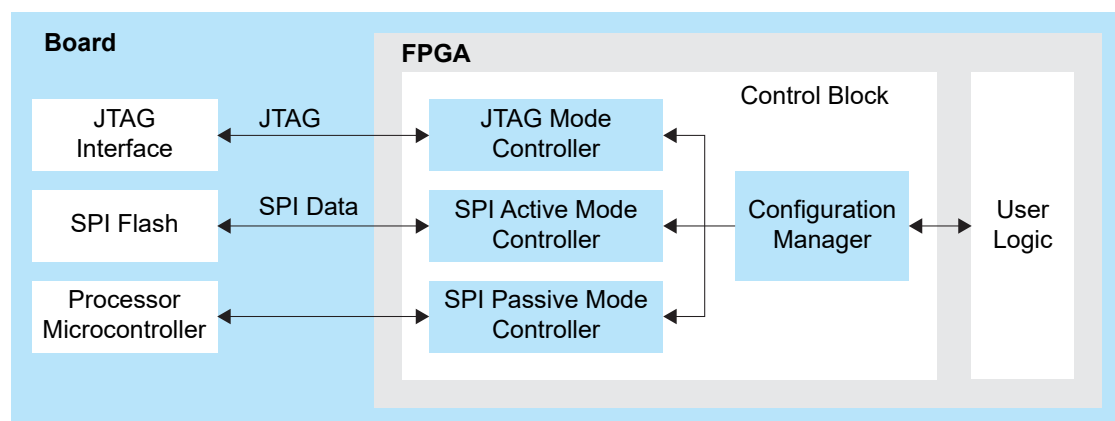 Board
FPGA
Control Block
JTAG
Interface
JTAG
JTAG Mode
Controller
SPI Flash
SPI Data
SPI Active Mode
Controller
Configuration
Manager
User
Logic
Processor
Microcontroller
SPI Passive Mode
Controller